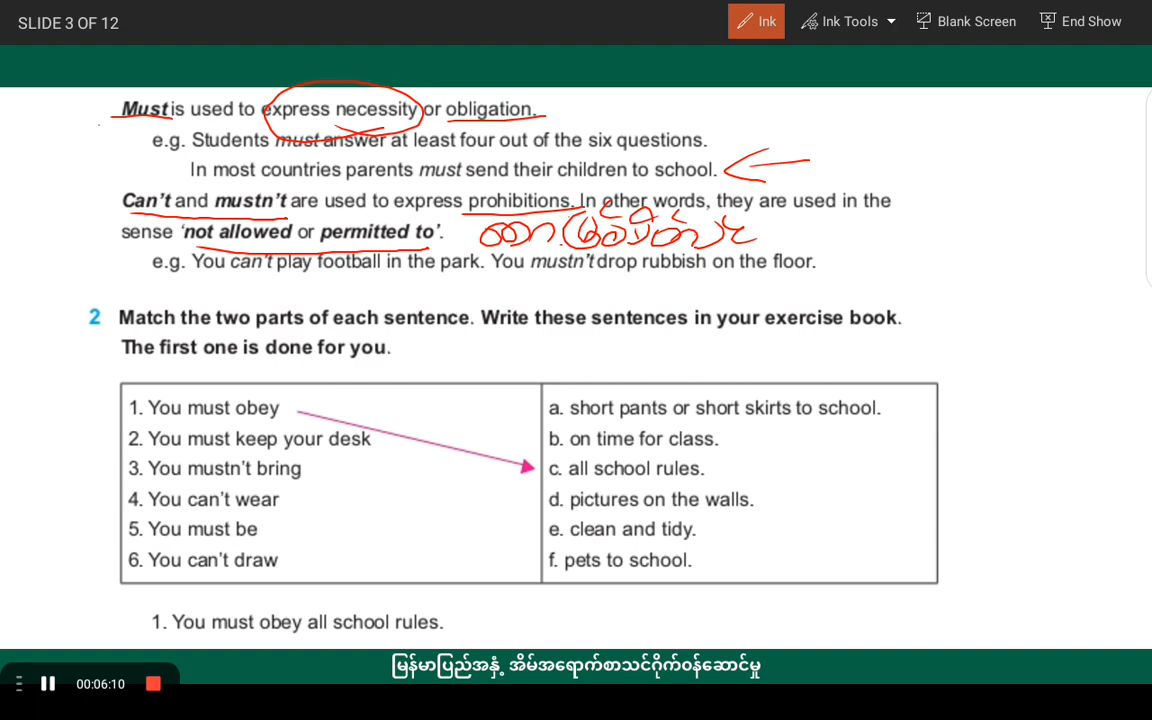 SLIDE 3 OF 12
Ink
Ink Tools
Blank Screen
End Show
Must is used to express necessity or obligation.
e.g. Students must answer at least four out of the six questions.
In most countries parents must send their children to school.
Can't and mustn't are used to express prohibitions. In other words, they are used in the
sense 'not allowed or permitted to'.
e.g. You can't play football in the park. You mustn't drop rubbish on the floor.
2 Match the two parts of each sentence. Write these sentences in your exercise book.
The first one is done for you.
1. You must obey
2. You must keep your desk
3. You mustn't bring
4. You can't wear
5. You must be
6. You can't draw
a. short pants or short skirts to school.
b. on time for class.
c. all school rules.
d. pictures on the walls.
e. clean and tidy.
f. pets to school.
1. You must obey all school rules.
မြန်မာပြည်အနှံ့ အိမ်အရောက်စာသင်ဂိုက်ဝန်ဆောင်မှု
00:06:10